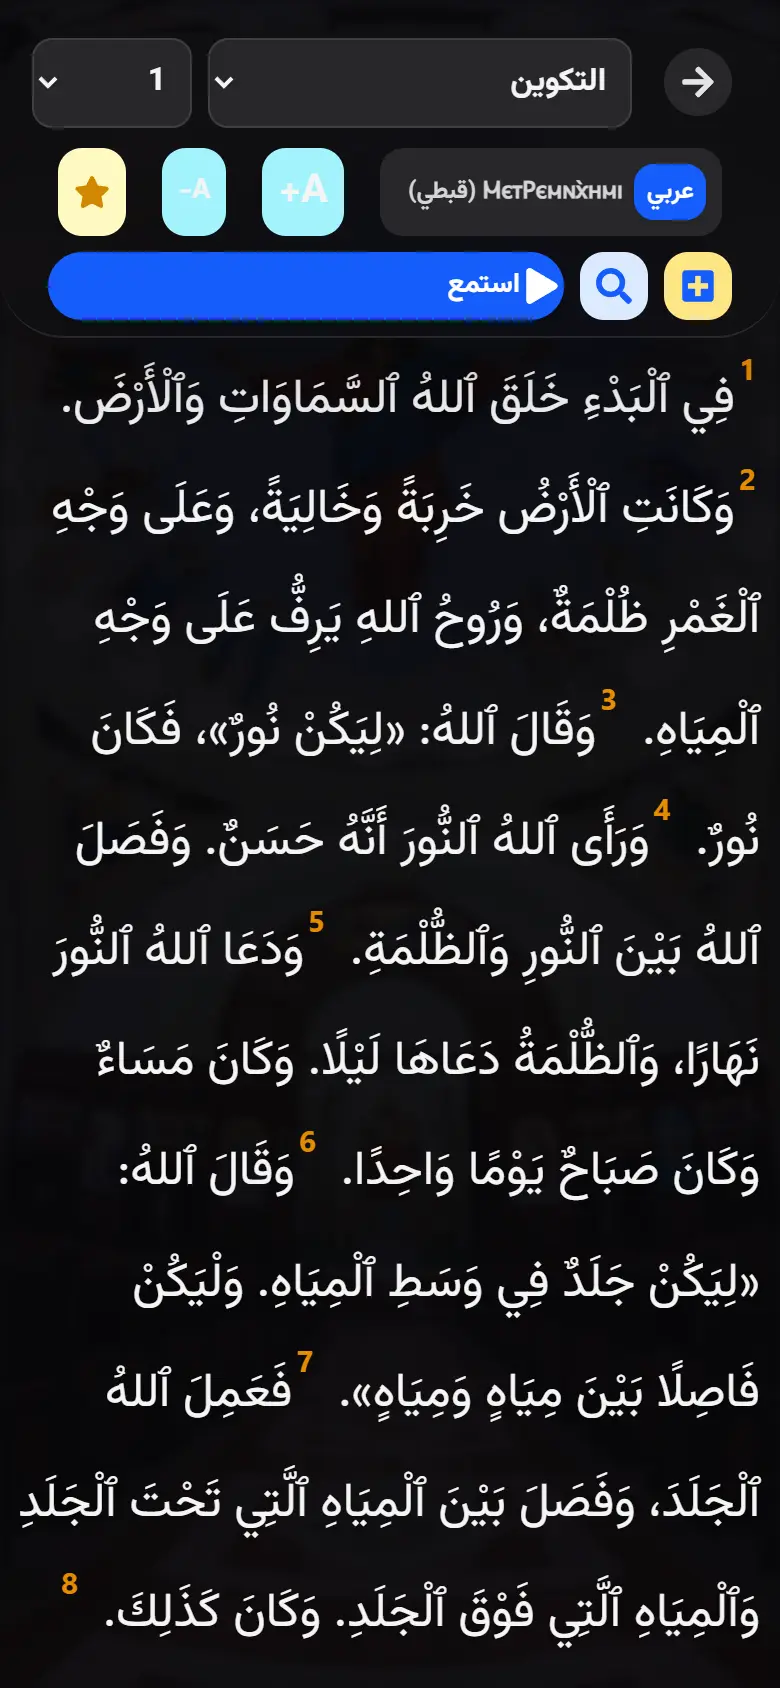 التكوين
1
عربي ⲘⲉⲧⲢⲉⲙⲛⲭ̀ⲏⲙⲓ (قبطي)
A+
A-
استمع
1 فِي ٱلْبَدْءِ خَلَقَ ٱللهُ ٱلسَّمَاوَاتِ وَٱلْأَرْضَ.
2 وَكَانَتِ ٱلْأَرْضُ خَرِبَةً وَخَالِيَةً، وَعَلَى وَجْهِ
ٱلْغَمْرِ ظُلْمَةٌ، وَرُوحُ ٱللهِ يَرِفُّ عَلَى وَجْهِ
ٱلْمِيَاهِ. 3 وَقَالَ ٱللهُ: «لِيَكُنْ نُورٌ»، فَكَانَ
نُورٌ. 4 وَرَأَى ٱللهُ ٱلنُّورَ أَنَّهُ حَسَنٌ. وَفَصَلَ
ٱللهُ بَيْنَ ٱلنُّورِ وَٱلظُّلْمَةِ. 5 وَدَعَا ٱللهُ ٱلنُّورَ
نَهَارًا، وَٱلظُّلْمَةُ دَعَاهَا لَيْلًا. وَكَانَ مَسَاءٌ
وَكَانَ صَبَاحٌ يَوْمًا وَاحِدًا. 6 وَقَالَ ٱللهُ:
«لِيَكُنْ جَلَدٌ فِي وَسَطِ ٱلْمِيَاهِ. وَلْيَكُنْ
فَاصِلًا بَيْنَ مِيَاهٍ وَمِيَاهٍ». 7 فَعَمِلَ ٱللهُ
ٱلْجَلَدَ، وَفَصَلَ بَيْنَ ٱلْمِيَاهِ ٱلَّتِي تَحْتَ ٱلْجَلَدِ
وَٱلْمِيَاهِ ٱلَّتِي فَوْقَ ٱلْجَلَدِ. وَكَانَ كَذَلِكَ. 8